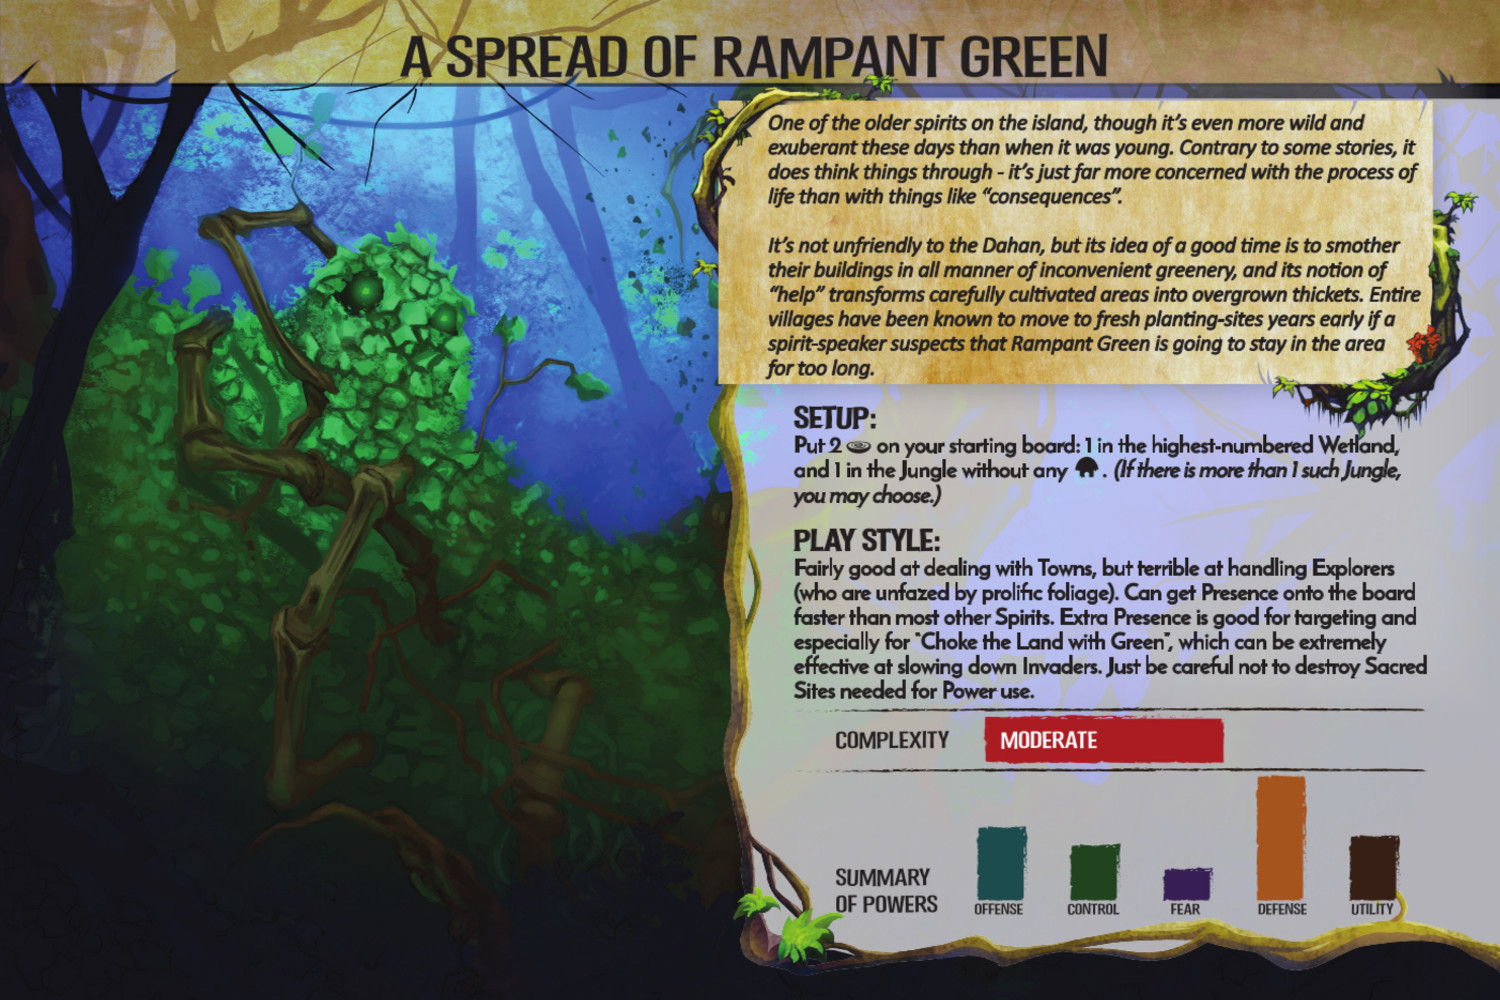 A SPREAD OF RAMPANT GREEN
One of the older spirits on the island, though it's even more wild and
exuberant these days than when it was young. Contrary to some stories, it
does think things through - it's just far more concerned with the process of
life than with things like "consequences".
It's not unfriendly to the Dahan, but its idea of a good time is to smother
their buildings in all manner of inconvenient greenery, and its notion of
"help" transforms carefully cultivated areas into overgrown thickets. Entire
villages have been known to move to fresh planting-sites years early if a
spirit-speaker suspects that Rampant Green is going to stay in the area
for too long.
SETUP:
Put 2 on your starting board: 1 in the highest-numbered Wetland,
and 1 in the Jungle without any . (If there is more than 1 such Jungle,
you may choose.)
PLAY STYLE:
Fairly good at dealing with Towns, but terrible at handling Explorers
(who are unfazed by prolific foliage). Can get Presence onto the board
faster than most other Spirits. Extra Presence is good for targeting and
especially for "Choke the Land with Green", which can be extremely
effective at slowing down Invaders. Just be careful not to destroy Sacred
Sites needed for Power use.
COMPLEXITY MODERATE
SUMMARY
OF POWERS
OFFENSE CONTROL FEAR DEFENSE UTILITY